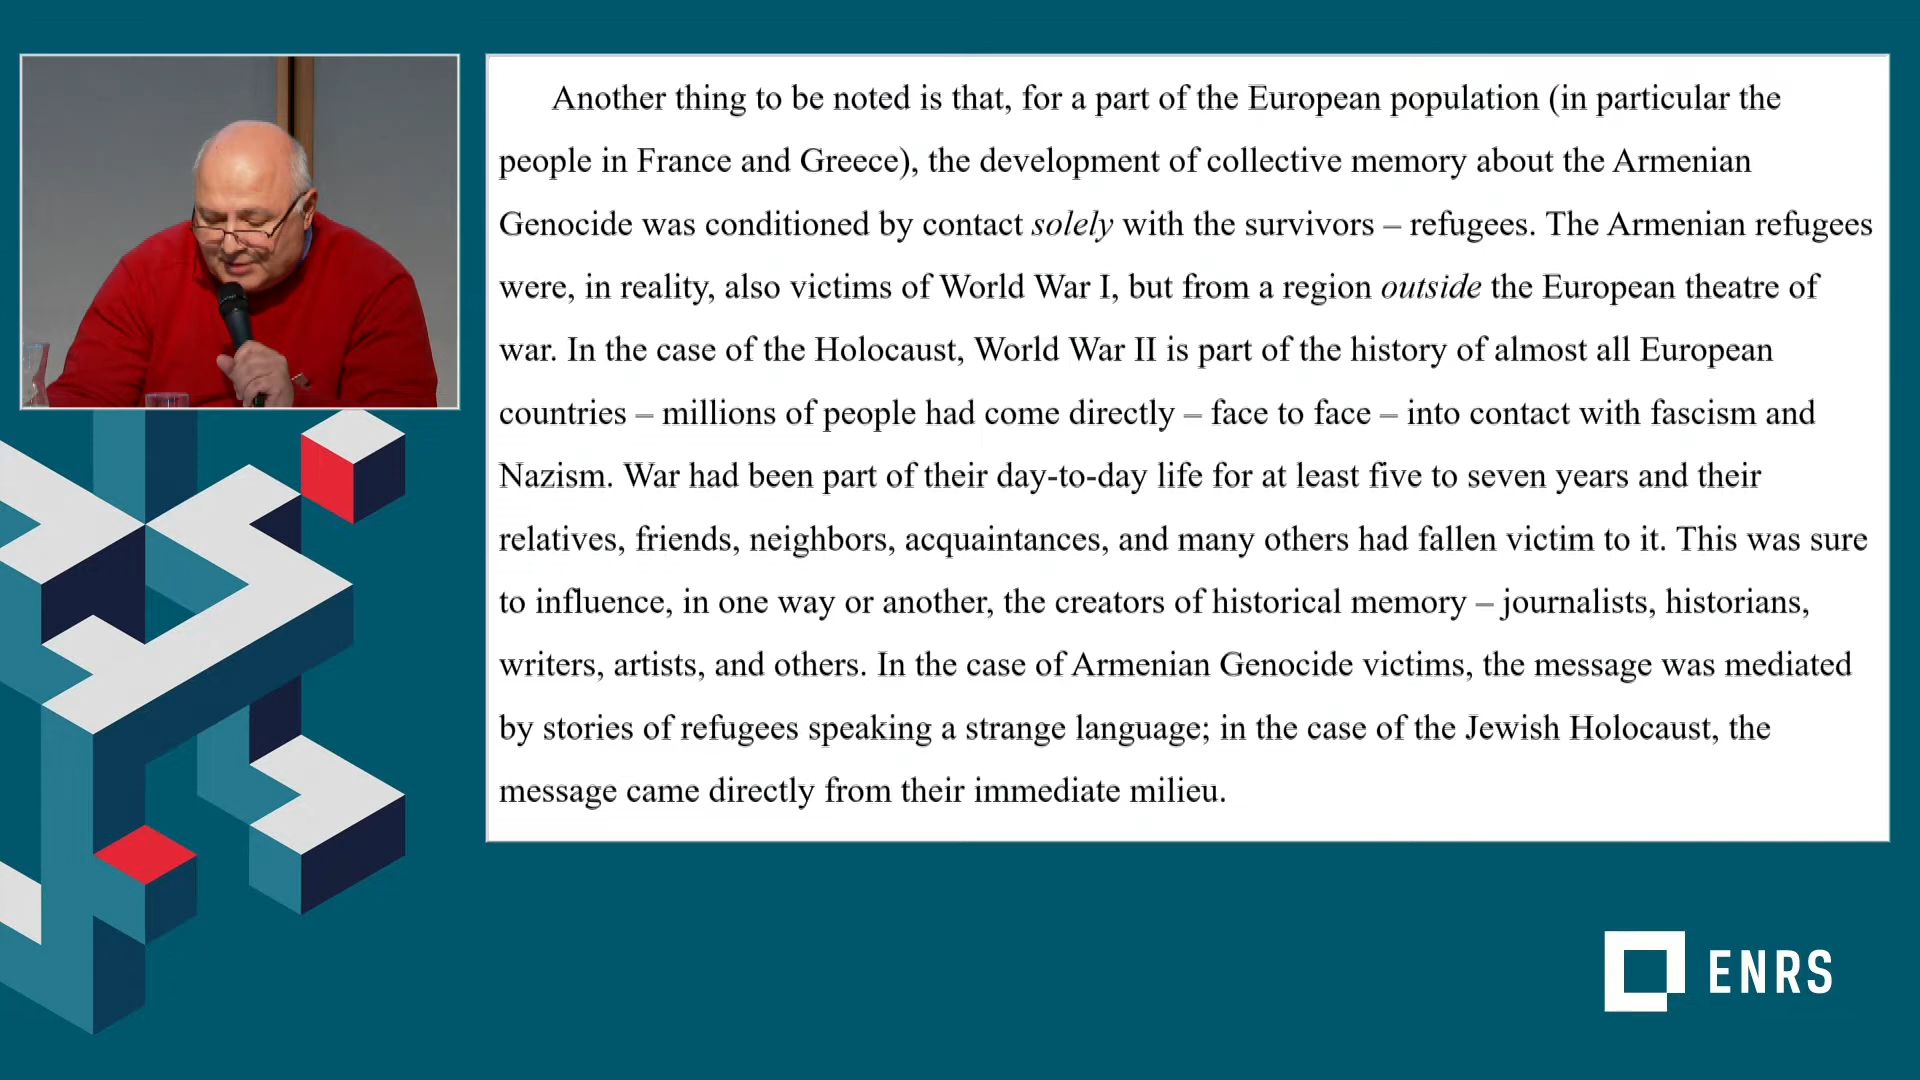 Another thing to be noted is that, for a part of the European population (in particular the
people in France and Greece), the development of collective memory about the Armenian
Genocide was conditioned by contact solely with the survivors – refugees. The Armenian refugees
were, in reality, also victims of World War I, but from a region outside the European theatre of
war. In the case of the Holocaust, World War II is part of the history of almost all European
countries – millions of people had come directly – face to face – into contact with fascism and
Nazism. War had been part of their day-to-day life for at least five to seven years and their
relatives, friends, neighbors, acquaintances, and many others had fallen victim to it. This was sure
to influence, in one way or another, the creators of historical memory – journalists, historians,
writers, artists, and others. In the case of Armenian Genocide victims, the message was mediated
by stories of refugees speaking a strange language; in the case of the Jewish Holocaust, the
message came directly from their immediate milieu.
ENRS